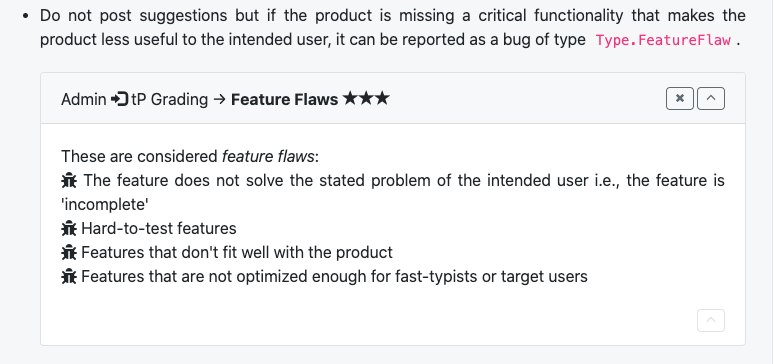 • Do not post suggestions but if the product is missing a critical functionality that makes the
product less useful to the intended user, it can be reported as a bug of type Type.FeatureFlaw .
Admin tP Grading → Feature Flaws ★★★
These are considered feature flaws:
The feature does not solve the stated problem of the intended user i.e., the feature is
'incomplete'
Hard-to-test features
Features that don't fit well with the product
Features that are not optimized enough for fast-typists or target users